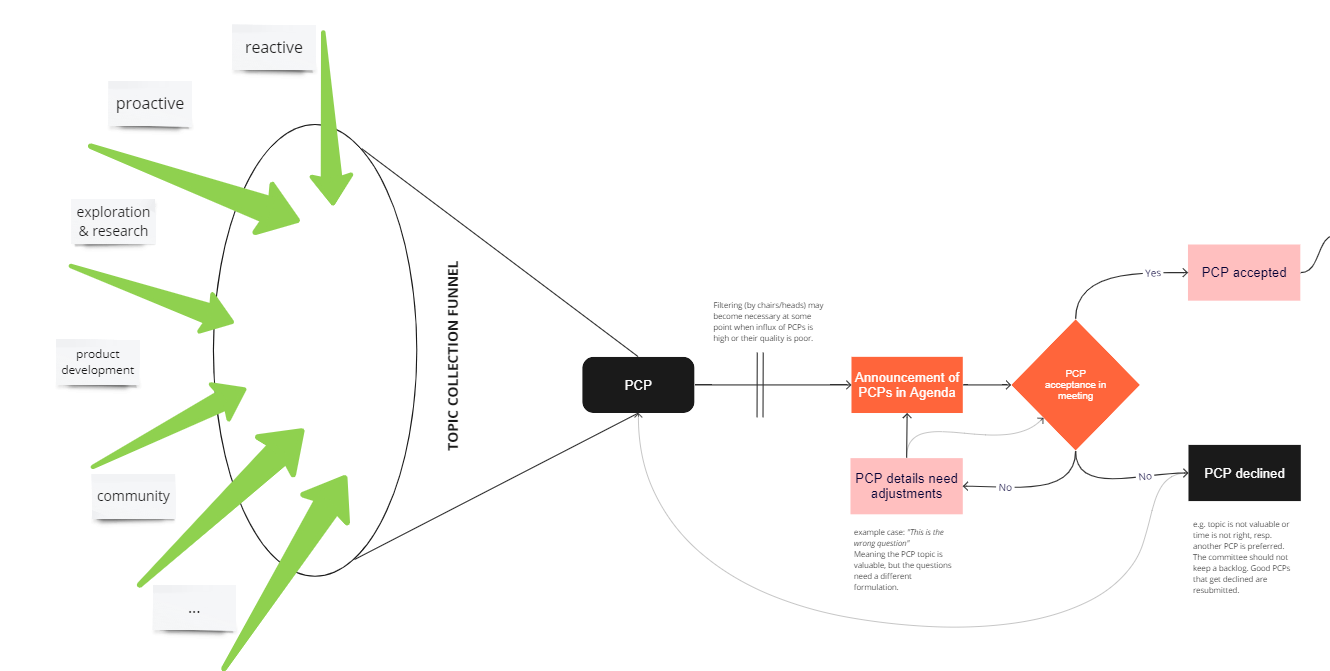 reactive
proactive
exploration
& research
product
development
community
...
TOPIC COLLECTION FUNNEL
PCP
Filtering (by chairs/heads) may
become necessary at some
point when influx of PCPs is
high or their quality is poor.
Announcement of
PCPs in Agenda
PCP
acceptance in
meeting
Yes
PCP accepted
No
PCP declined
No
PCP details need
adjustments
example case: "This is the
wrong question"
Meaning the PCP topic is
valuable, but the questions
need a different
formulation.
e.g. topic is not valuable or
time is not right, resp.
another PCP is preferred.
The committee should not
keep a backlog. Good PCPs
that get declined are
resubmitted.